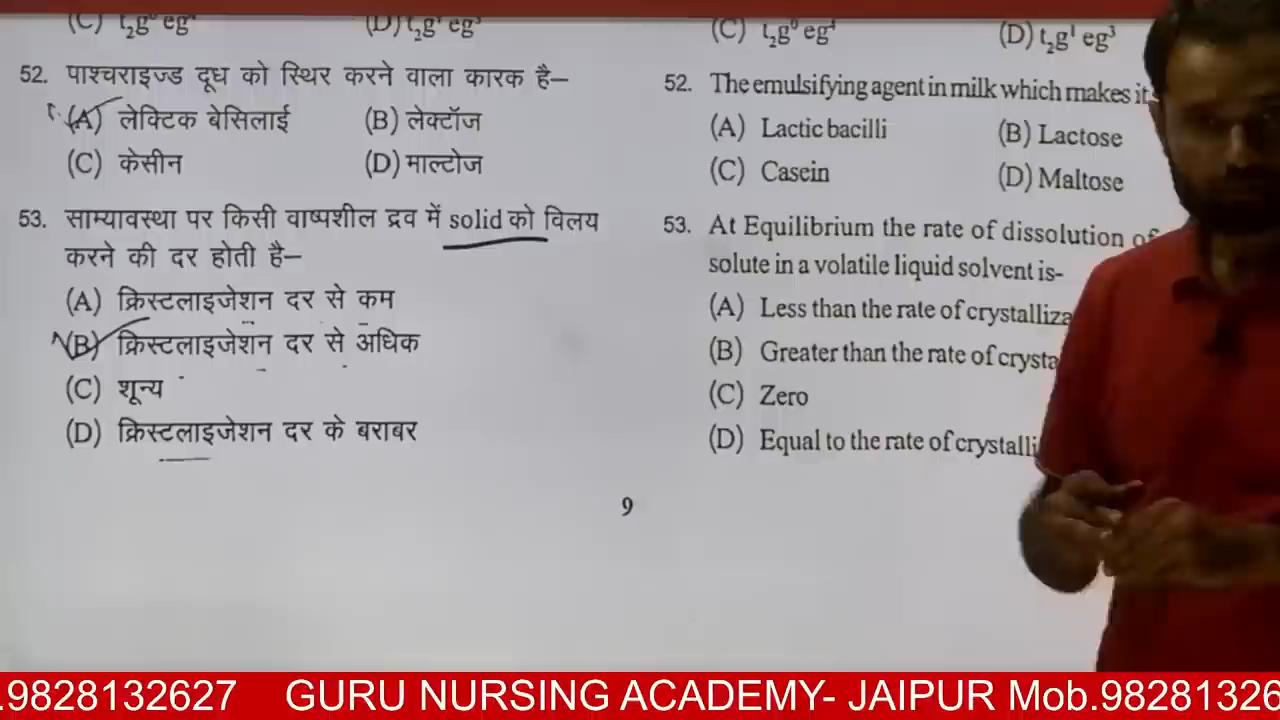 (C) t₂g⁰ eg⁴ (D) t₂g¹ eg³
52. पाश्चराइज्ड दूध को स्थिर करने वाला कारक है–
(A) लेक्टिक बेसिलाई (B) लेक्टॉज
(C) केसीन (D) माल्टोज
53. साम्यावस्था पर किसी वाष्पशील द्रव में solid को विलय
करने की दर होती है–
(A) क्रिस्टलाइजेशन दर से कम
(B) क्रिस्टलाइजेशन दर से अधिक
(C) शून्य
(D) क्रिस्टलाइजेशन दर के बराबर
(C) t₂g⁰ eg⁴ (D) t₂g¹ eg³
52. The emulsifying agent in milk which makes it
(A) Lactic bacilli (B) Lactose
(C) Casein (D) Maltose
53. At Equilibrium the rate of dissolution of
solute in a volatile liquid solvent is-
(A) Less than the rate of crystalliza
(B) Greater than the rate of crysta
(C) Zero
(D) Equal to the rate of crystalli
9
.9828132627 GURU NURSING ACADEMY- JAIPUR Mob.98281326